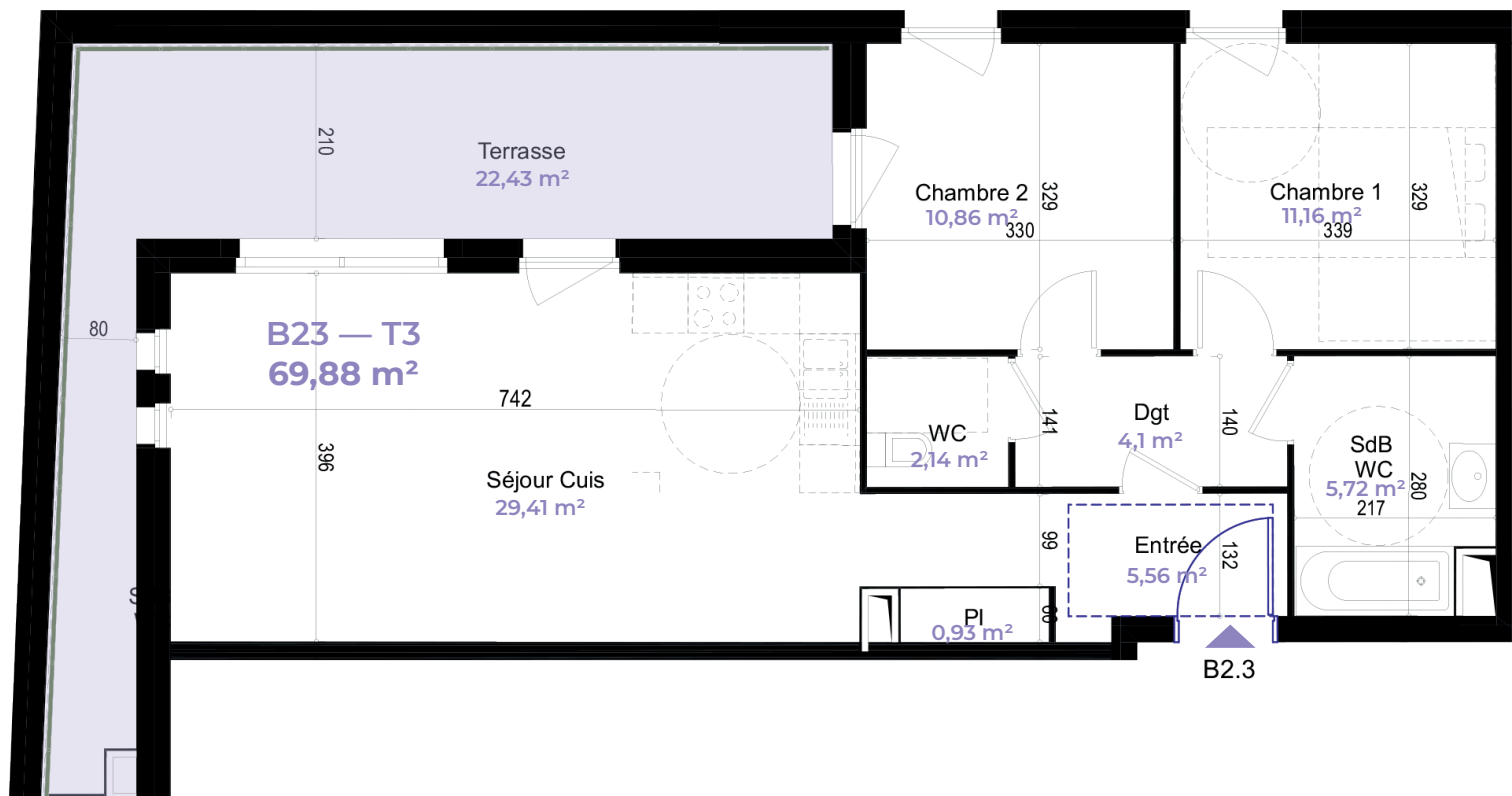 210
Terrasse
22,43 m²
Chambre 2
10,86 m²
329
330
Chambre 1
11,16 m²
329
339
80
B23 — T3
69,88 m²
742
396
Séjour Cuis
29,41 m²
WC
2,14 m²
141
Dgt
4,1 m²
140
SdB
WC
5,72 m²
280
217
99
Entrée
5,56 m²
132
Pl
0,93 m²
B2.3